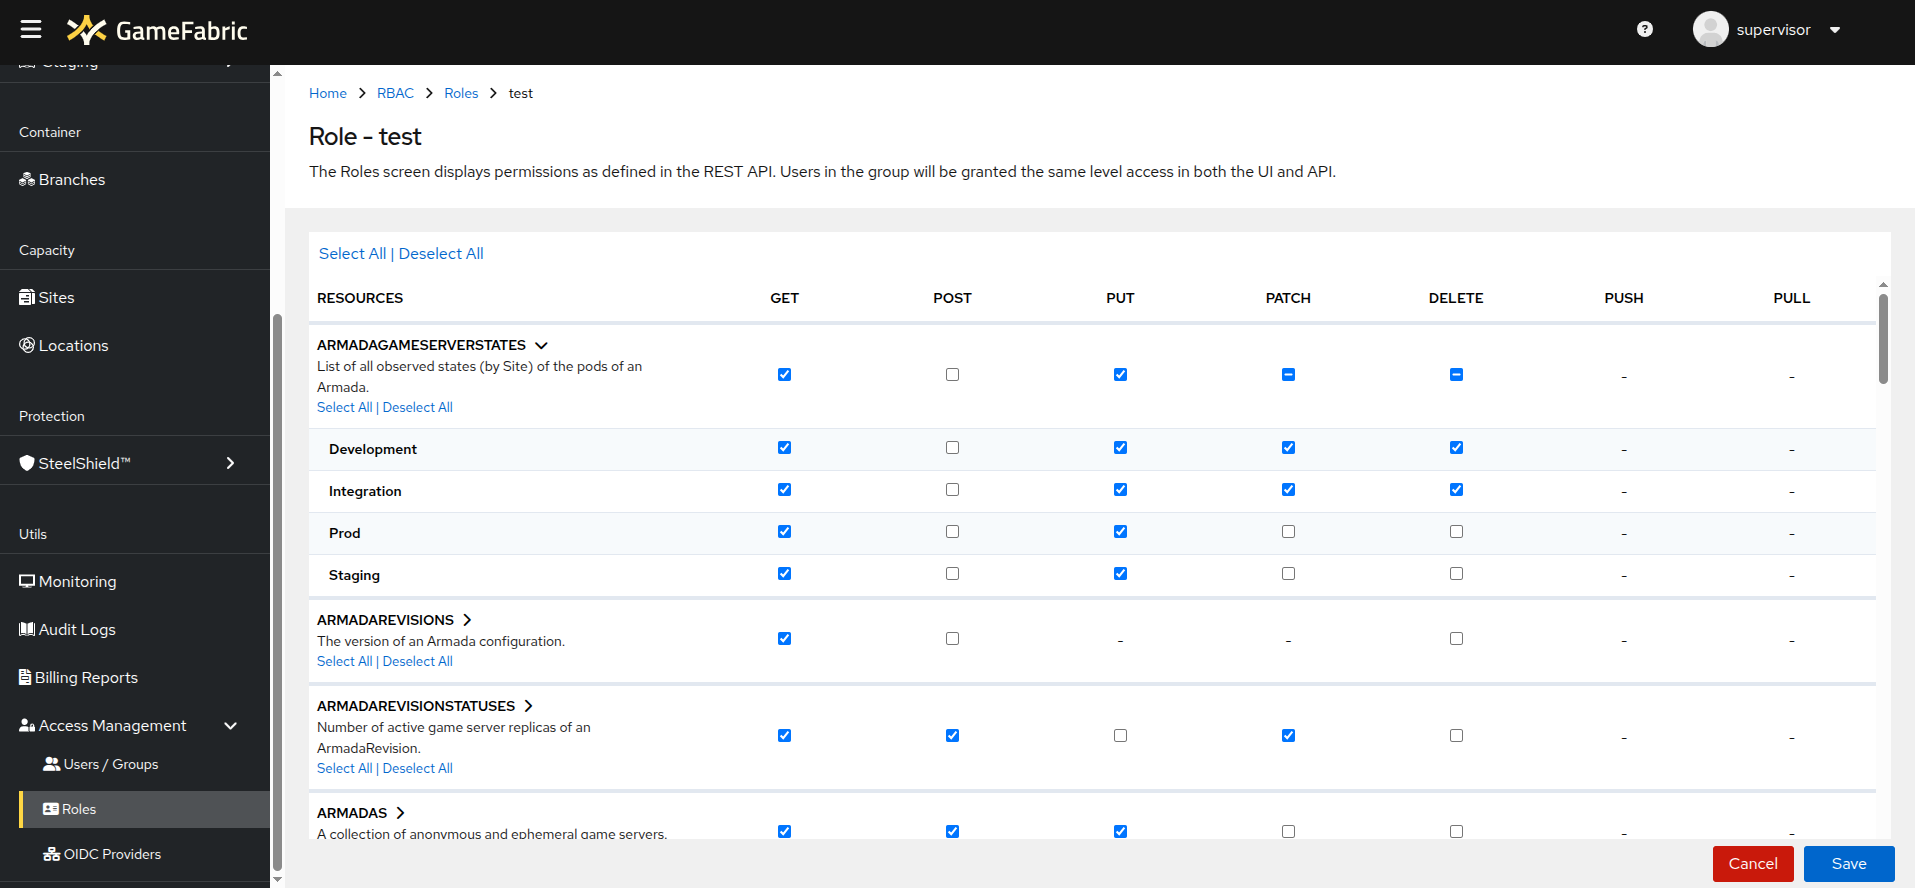 GameFabric
supervisor
Staging
Container
Branches
Capacity
Sites
Locations
Protection
SteelShield™
Utils
Monitoring
Audit Logs
Billing Reports
Access Management
Users / Groups
Roles
OIDC Providers
Home > RBAC > Roles > test
Role - test
The Roles screen displays permissions as defined in the REST API. Users in the group will be granted the same level access in both the UI and API.
Select All | Deselect All
RESOURCES GET POST PUT PATCH DELETE PUSH PULL
ARMADAGAMESERVERSTATES
List of all observed states (by Site) of the pods of an
Armada.
- -
Select All | Deselect All
Development - -
Integration - -
Prod - -
Staging - -
ARMADAREVISIONS
The version of an Armada configuration.
- - - -
Select All | Deselect All
ARMADAREVISIONSTATUSES
Number of active game server replicas of an
ArmadaRevision.
- -
Select All | Deselect All
ARMADAS
A collection of anonymous and ephemeral game servers.
- -
Cancel Save